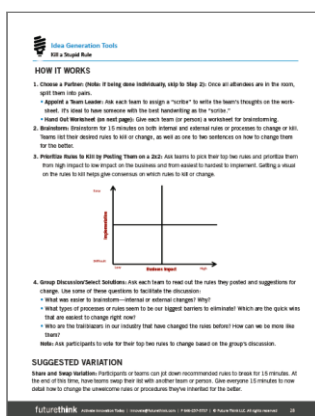 Idea Generation Tools
Kill a Stupid Rule
HOW IT WORKS
1. Choose a Partner (Note: If being done individually, skip to Step 2): Once all attendees are in the room,
split them into pairs.
• Appoint a Team Leader: Ask each team to assign a "scribe" to write the team's thoughts on the work-
sheet. It's ideal to have someone with the best handwriting as the "scribe."
• Hand Out Worksheet (on next page): Give each team (or person) a worksheet for brainstorming.
2. Brainstorm: Brainstorm for 15 minutes on both internal and external rules or processes to change or kill.
Teams list their desired rules to kill or change, as well as one to two sentences on how to change them
for the better.
3. Prioritize Rules to Kill by Posting Them on a 2x2: Ask teams to pick their top two rules and prioritize them
from high impact to low impact on the business and from easiest to hardest to implement. Getting a visual
on the rules to kill helps give consensus on which rules to kill or change.
Easy
Implementation
Difficult
Low
Business Impact
High
4. Group Discussion/Select Solutions: Ask each team to read out the rules they posted and suggestions for
change. Use some of these questions to facilitate the discussion:
• What was easier to brainstorm—internal or external changes? Why?
• What types of processes or rules seem to be our biggest barriers to eliminate? Which are the quick wins
that are easiest to change right now?
• Who are the trailblazers in our industry that have changed the rules before? How can we be more like
them?
Note: Ask participants to vote for their top two rules to change based on the group's discussion.
SUGGESTED VARIATION
Share and Swap Variation: Participants or teams can jot down recommended rules to break for 15 minutes. At
the end of this time, have teams swap their list with another team or person. Give everyone 15 minutes to now
detail how to change the unwelcome rules or procedures they've inherited for the better.
futurethink